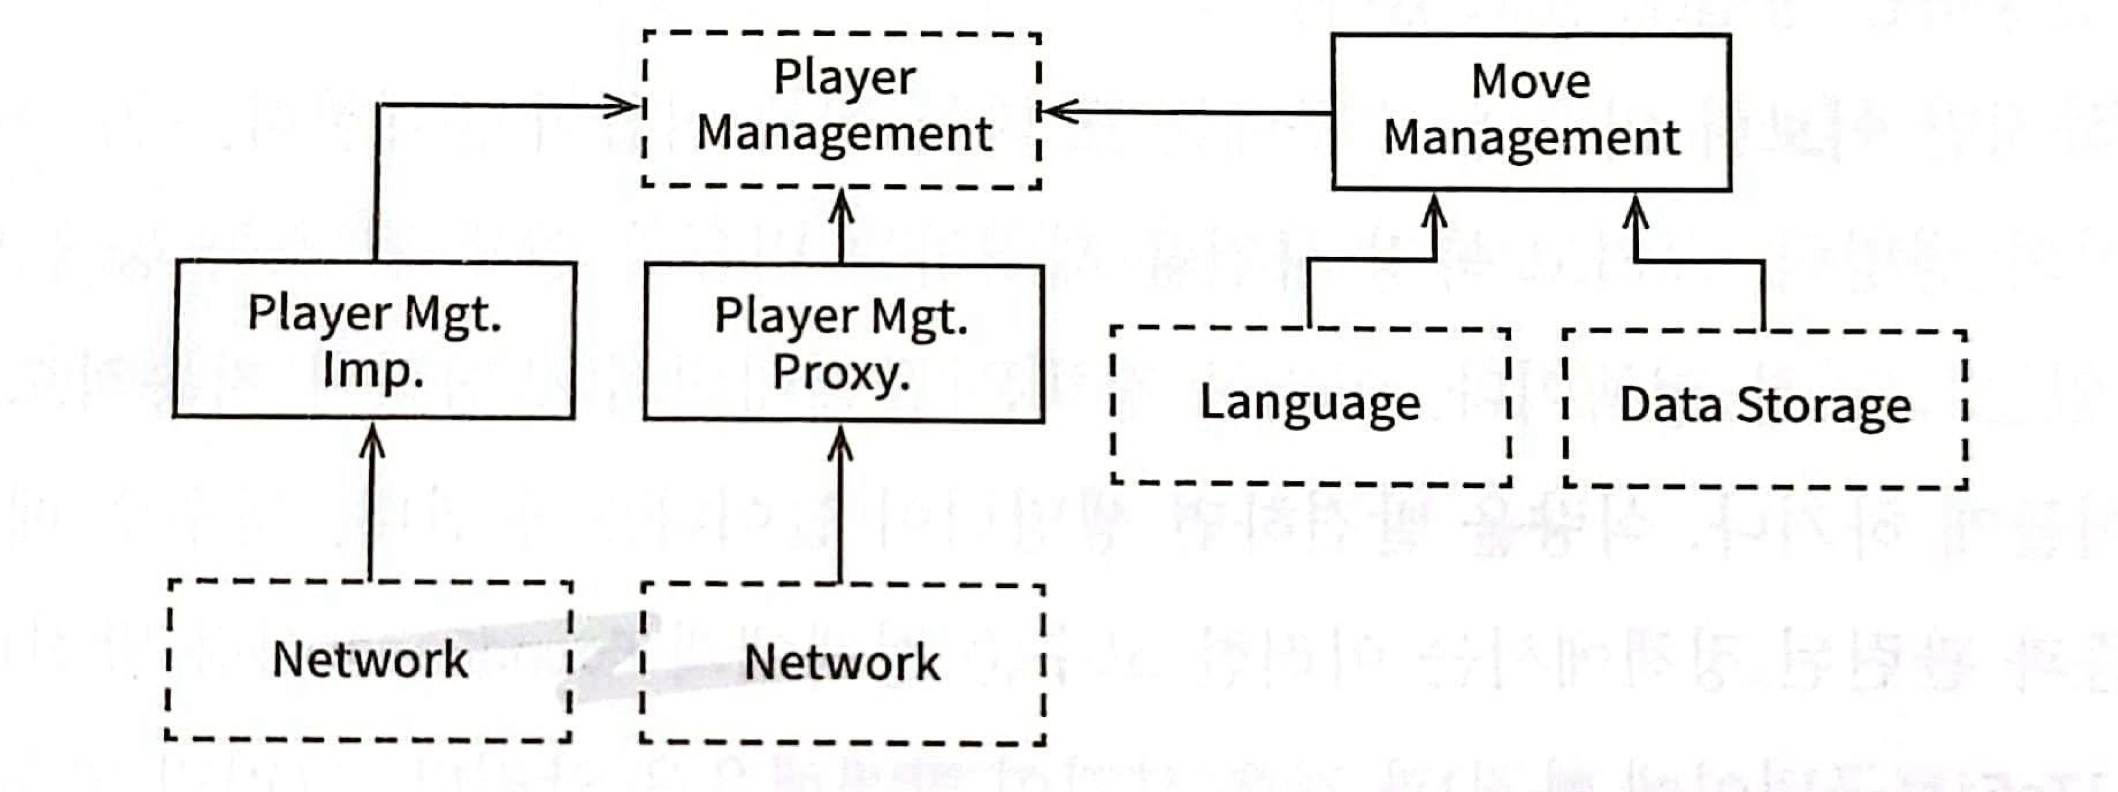 Player
Management
Move
Management
Player Mgt.
Imp.
Player Mgt.
Proxy.
Language
Data Storage
Network
Network